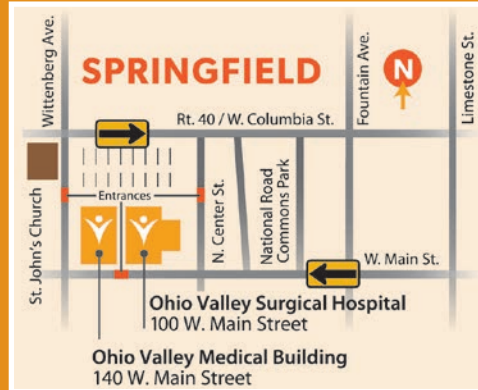 Wittenberg Ave.
SPRINGFIELD
Fountain Ave.
N
Limestone St.
Rt. 40 / W. Columbia St.
St. John's Church
Entrances
N. Center St.
National Road
Commons Park
W. Main St.
Ohio Valley Surgical Hospital
100 W. Main Street
Ohio Valley Medical Building
140 W. Main Street